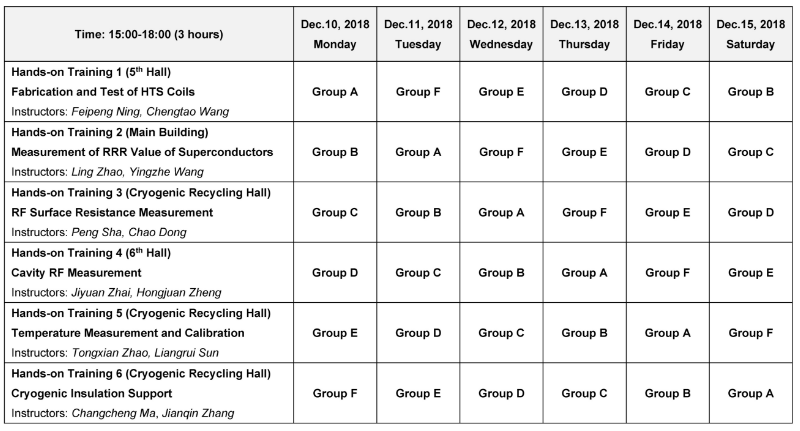 Time: 15:00-18:00 (3 hours)
Dec.10, 2018
Monday
Dec.11, 2018
Tuesday
Dec.12, 2018
Wednesday
Dec.13, 2018
Thursday
Dec.14, 2018
Friday
Dec.15, 2018
Saturday
Hands-on Training 1 (5th Hall)
Fabrication and Test of HTS Coils
Instructors: Feipeng Ning, Chengtao Wang
Group A
Group F
Group E
Group D
Group C
Group B
Hands-on Training 2 (Main Building)
Measurement of RRR Value of Superconductors
Instructors: Ling Zhao, Yingzhe Wang
Group B
Group A
Group F
Group E
Group D
Group C
Hands-on Training 3 (Cryogenic Recycling Hall)
RF Surface Resistance Measurement
Instructors: Peng Sha, Chao Dong
Group C
Group B
Group A
Group F
Group E
Group D
Hands-on Training 4 (6th Hall)
Cavity RF Measurement
Instructors: Jiyuan Zhai, Hongjuan Zheng
Group D
Group C
Group B
Group A
Group F
Group E
Hands-on Training 5 (Cryogenic Recycling Hall)
Temperature Measurement and Calibration
Instructors: Tongxian Zhao, Liangrui Sun
Group E
Group D
Group C
Group B
Group A
Group F
Hands-on Training 6 (Cryogenic Recycling Hall)
Cryogenic Insulation Support
Instructors: Changcheng Ma, Jianqin Zhang
Group F
Group E
Group D
Group C
Group B
Group A